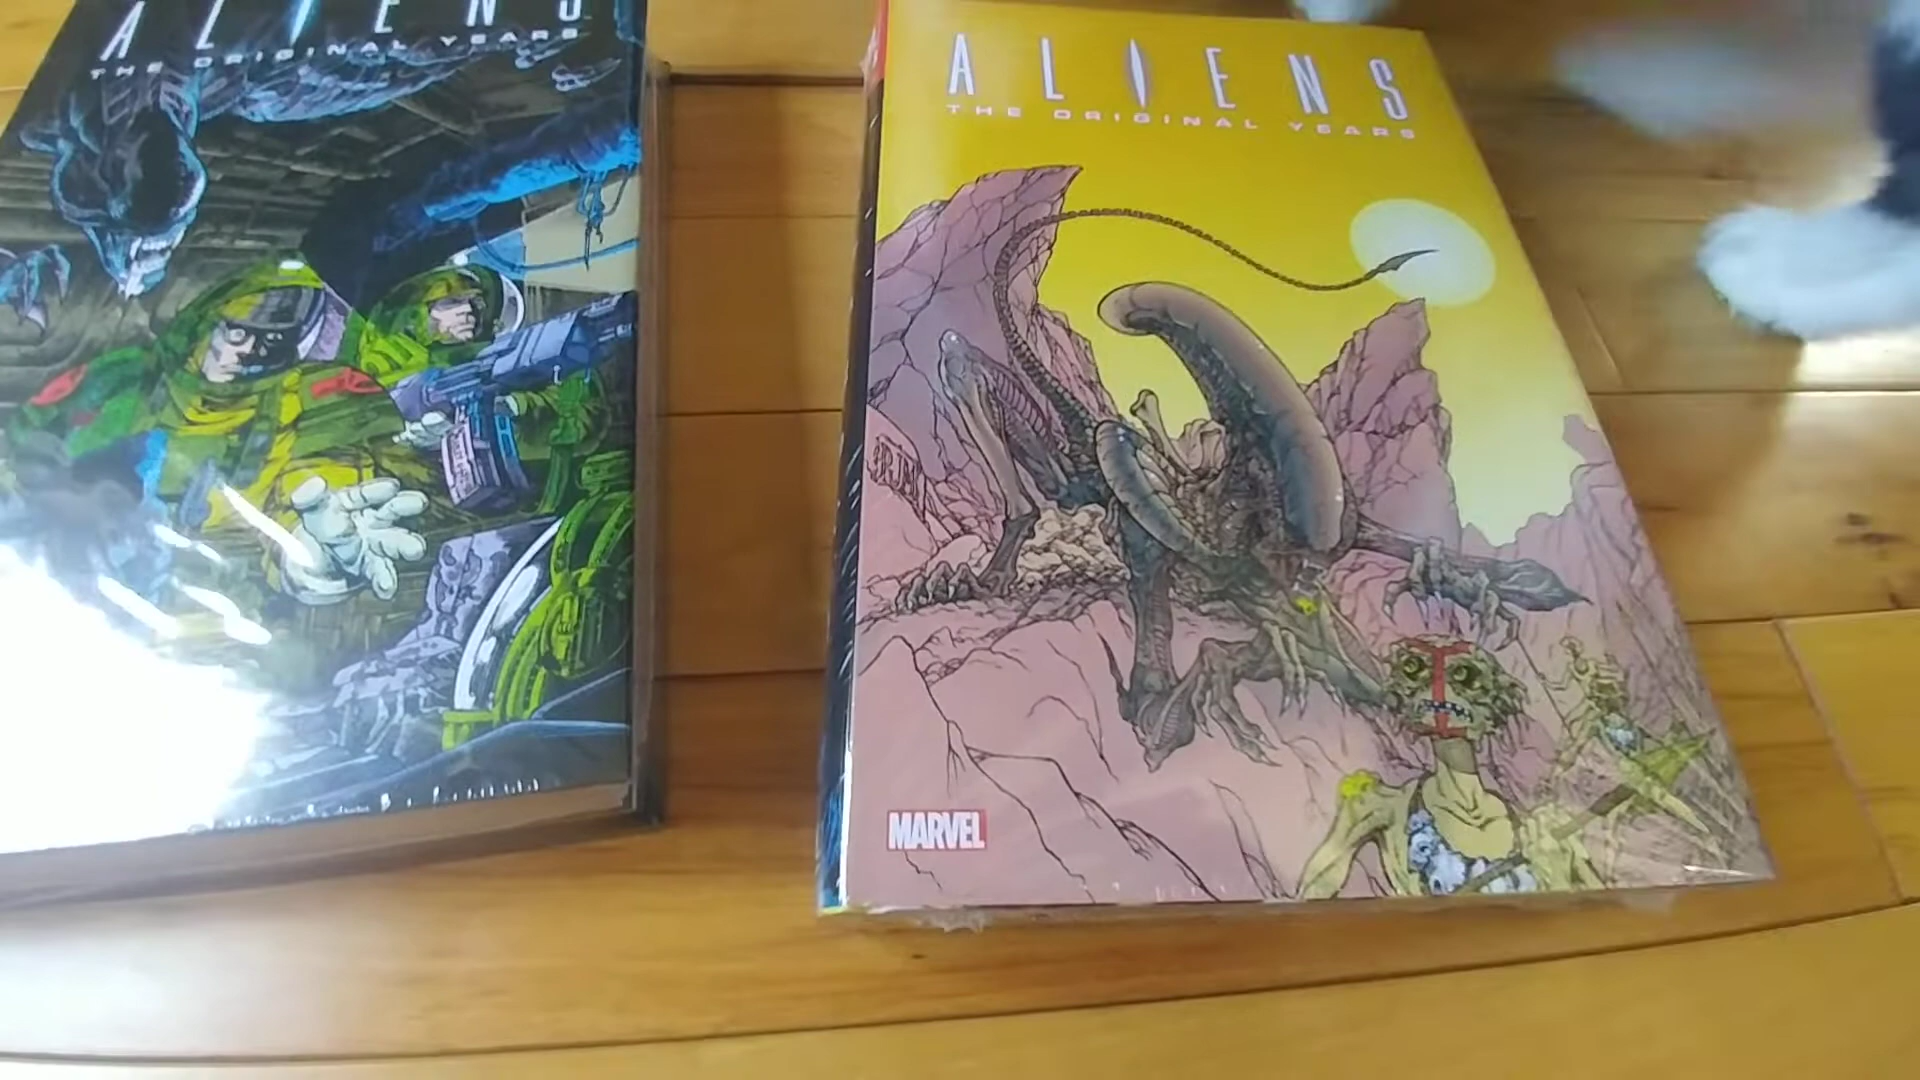 ALIENS
THE ORIGINAL YEARS
ALIENS
THE ORIGINAL YEARS
MARVEL